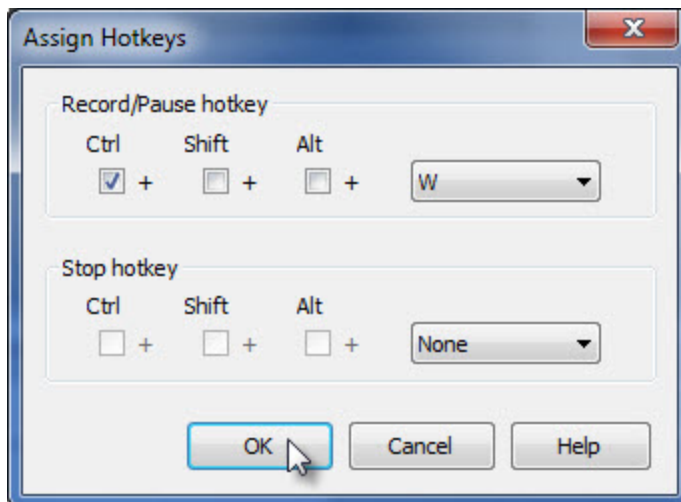 Assign Hotkeys
Record/Pause hotkey
Ctrl Shift Alt
+ + + W
Stop hotkey
Ctrl Shift Alt
+ + + None
OK Cancel Help